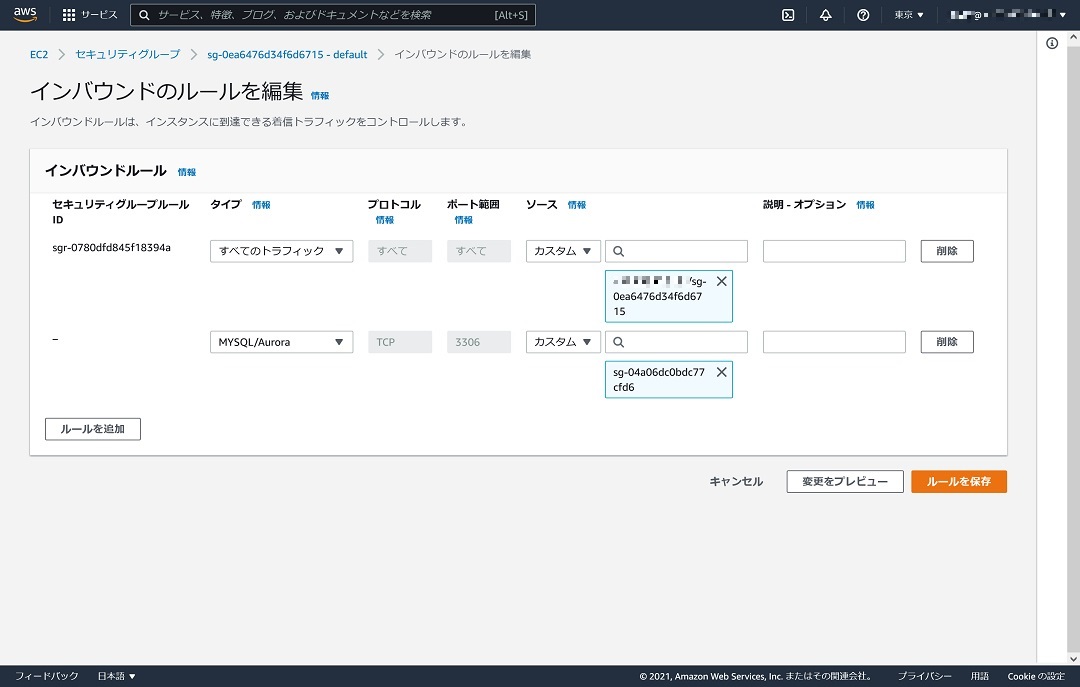 aws サービス サービス、特徴、ブログ、およびドキュメントなどを検索 [Alt+S] 東京 ▼ @ ▼
EC2 > セキュリティグループ > sg-0ea6476d34f6d6715 - default > インバウンドのルールを編集
インバウンドのルールを編集 情報
インバウンドルールは、インスタンスに到達できる着信トラフィックをコントロールします。
インバウンドルール 情報
セキュリティグループルール タイプ 情報 プロトコル ポート範囲 ソース 情報 説明 - オプション 情報
ID 情報 情報
sgr-0780dfd845f18394a すべてのトラフィック ▼ すべて すべて カスタム ▼ 削除
/sg-
0ea6476d34f6d67
15
– MYSQL/Aurora ▼ TCP 3306 カスタム ▼ 削除
sg-04a06dc0bdc77
cfd6
ルールを追加
キャンセル 変更をプレビュー ルールを保存
フィードバック 日本語 ▼ © 2021, Amazon Web Services, Inc. またはその関連会社。 プライバシー 用語 Cookie の設定